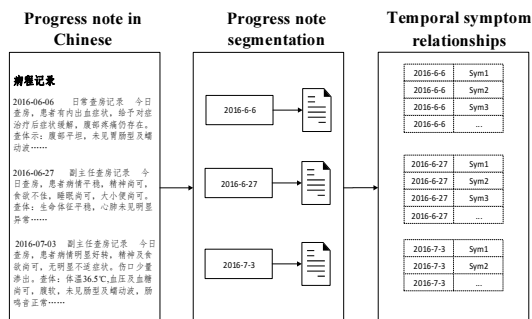 Progress note in
Chinese
Progress note
segmentation
Temporal symptom
relationships
病程记录
2016-06-06 日常查房记录 今日
查房，患者有内出血症状，给予对症
治疗后症状缓解，腹部疼痛仍存在。
查体示：腹部平坦，未见胃肠型及蠕
动波……
2016-06-27 副主任查房记录 今
日查房，患者病情平稳，精神尚可，
食欲不佳，睡眠尚可，大小便尚可。
查体：生命体征平稳，心肺未见明显
异常……
2016-07-03 副主任查房记录 今日
查房，患者病情明显好转，精神及食
欲尚可，无明显不适症状。伤口少量
渗出。查体：体温36.5℃,血压及血糖
尚可，腹软，未见肠型及蠕动波，肠
鸣音正常……
2016-6-6
2016-6-27
2016-7-3
2016-6-6 Sym1
2016-6-6 Sym2
2016-6-6 Sym3
2016-6-6 ...
2016-6-27 Sym1
2016-6-27 Sym2
2016-6-27 Sym3
2016-6-27 ...
2016-7-3 Sym1
2016-7-3 Sym2
2016-7-3 ...